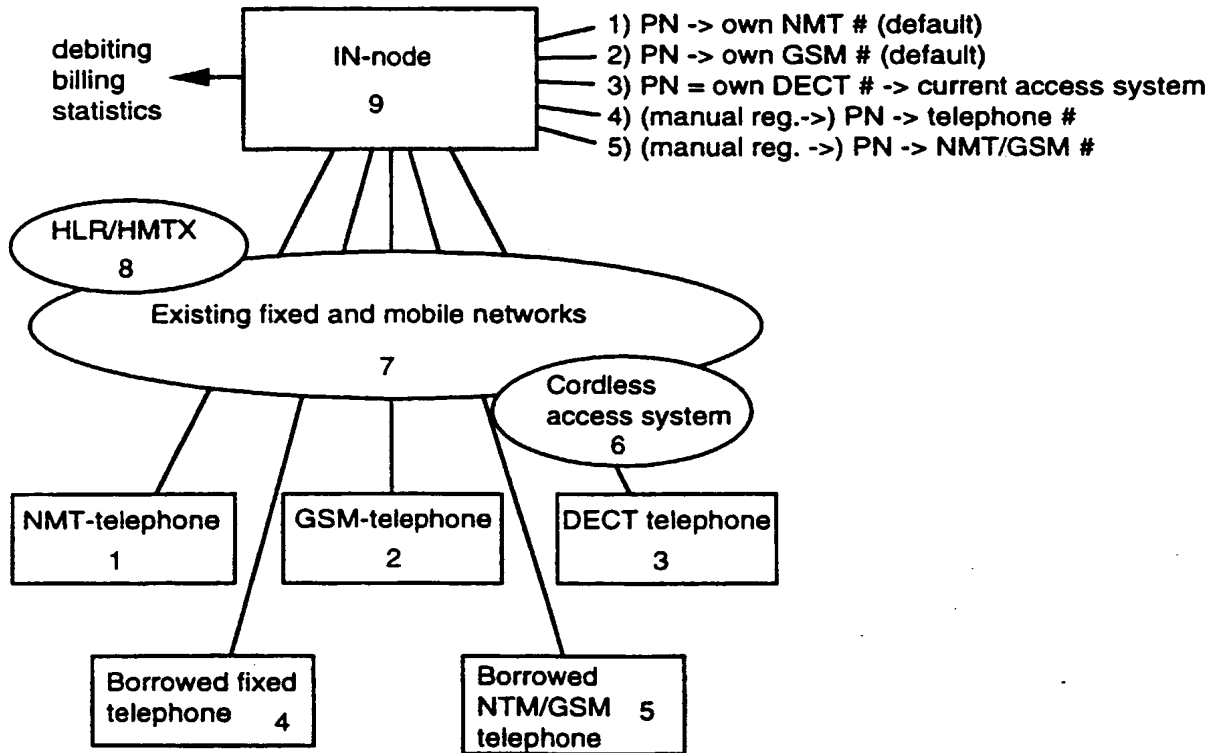 debiting
billing
statistics
IN-node
9
1) PN -> own NMT # (default)
2) PN -> own GSM # (default)
3) PN = own DECT # -> current access system
4) (manual reg.->) PN -> telephone #
5) (manual reg. ->) PN -> NMT/GSM #
HLR/HMTX
8
Existing fixed and mobile networks
7
Cordless
access system
6
NMT-telephone
1
GSM-telephone
2
DECT telephone
3
Borrowed fixed
telephone 4
Borrowed
NTM/GSM 5
telephone